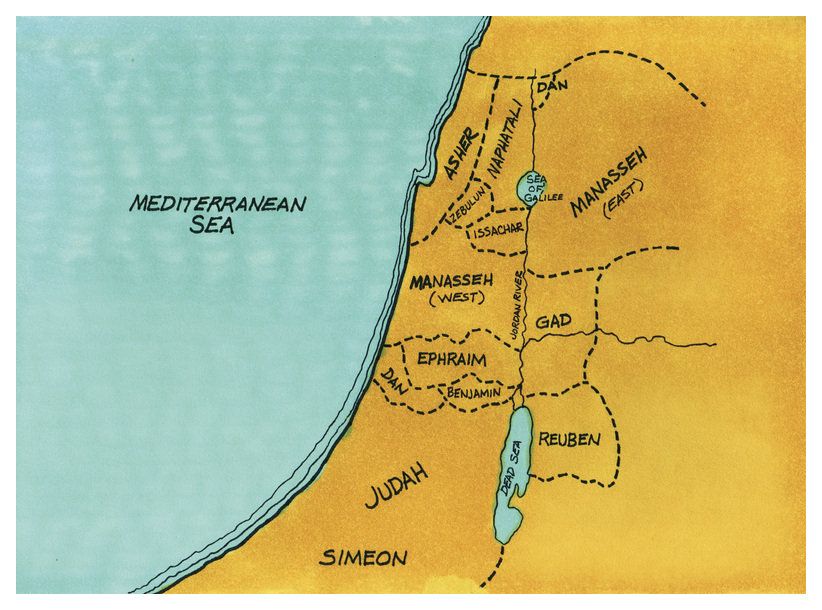 DAN
ASHER
NAPHATALI
MEDITERRANEAN
SEA
SEA
OF
GALILEE
MANASSEH
(EAST)
ZEBULUN
ISSACHAR
MANASSEH
(WEST)
JORDAN RIVER
GAD
EPHRAIM
DAN
BENJAMIN
REUBEN
DEAD SEA
JUDAH
SIMEON